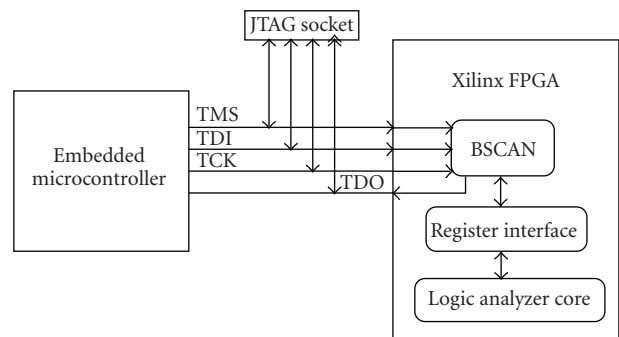 JTAG socket
Xilinx FPGA
TMS
TDI
TCK
TDO
Embedded
microcontroller
BSCAN
Register interface
Logic analyzer core